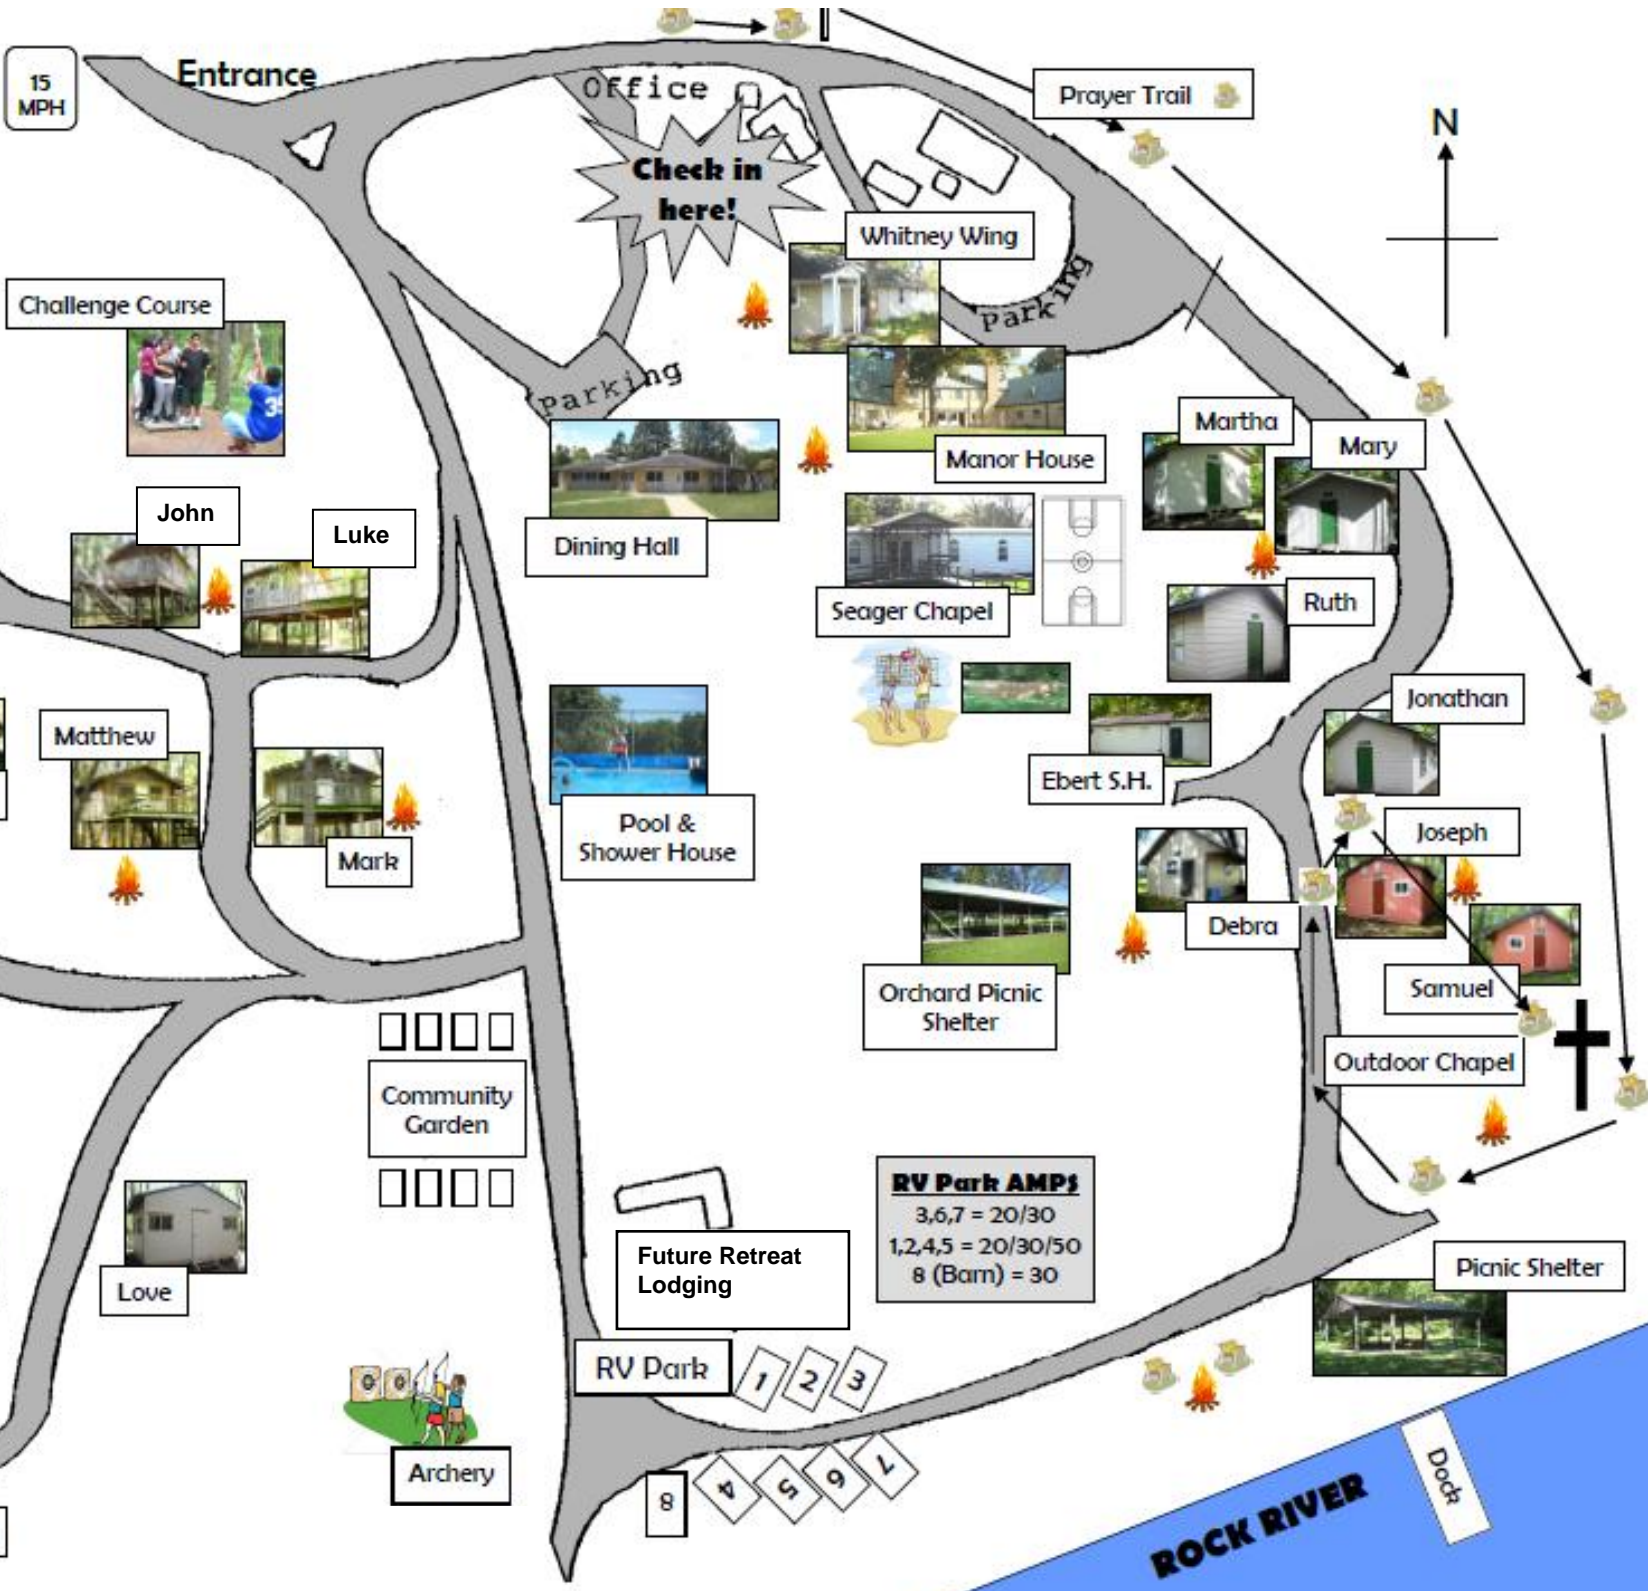 15
MPH
Entrance
Office
Check in
here!
Prayer Trail
N
Whitney Wing
Parking
Challenge Course
Parking
Manor House
Martha
Mary
John
Luke
Dining Hall
Seager Chapel
Ruth
Jonathan
Matthew
Mark
Pool &
Shower House
Ebert S.H.
Joseph
Debra
Samuel
Orchard Picnic
Shelter
Outdoor Chapel
Community
Garden
RV Park AMPS
3,6,7 = 20/30
1,2,4,5 = 20/30/50
8 (Barn) = 30
Love
Future Retreat
Lodging
Picnic Shelter
RV Park
1
2
3
Archery
8
4
5
6
7
Dock
ROCK RIVER